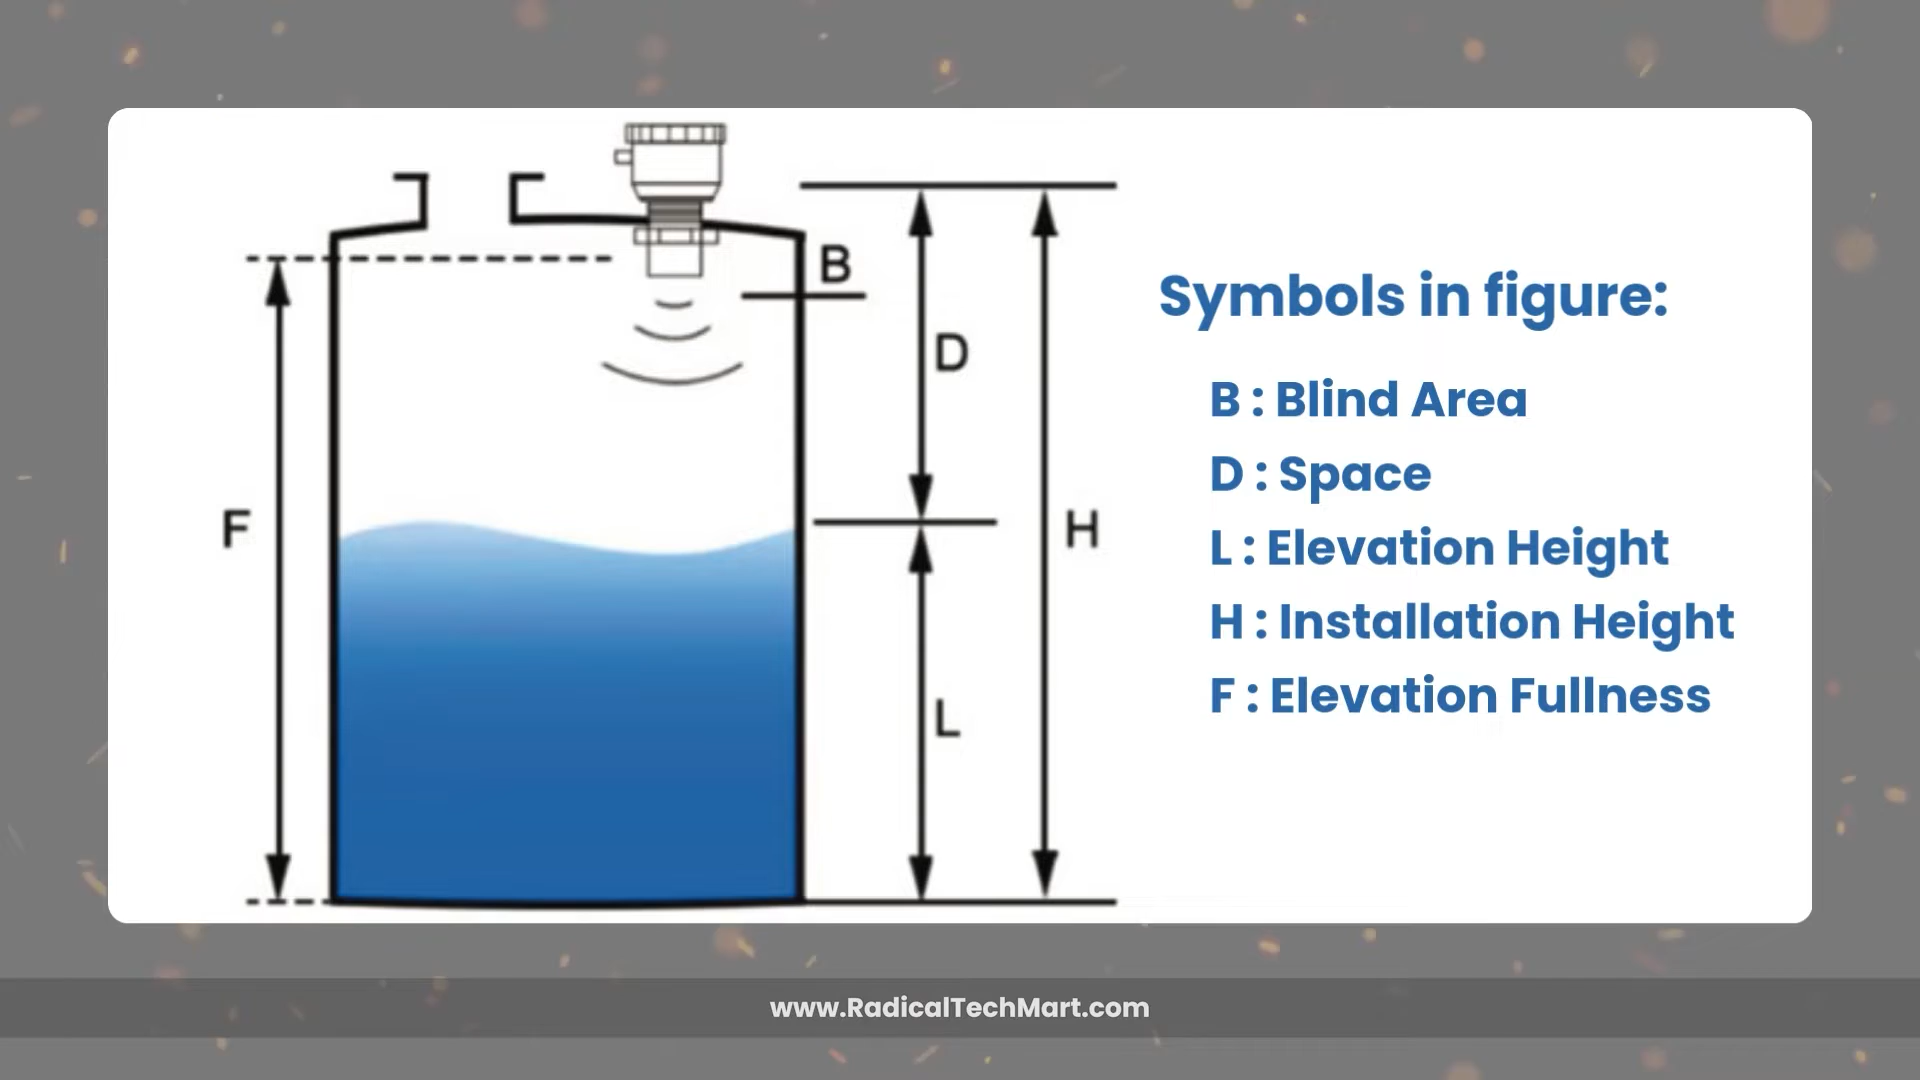 B
D
F
H
L
Symbols in figure:
B : Blind Area
D : Space
L : Elevation Height
H : Installation Height
F : Elevation Fullness
www.RadicalTechMart.com